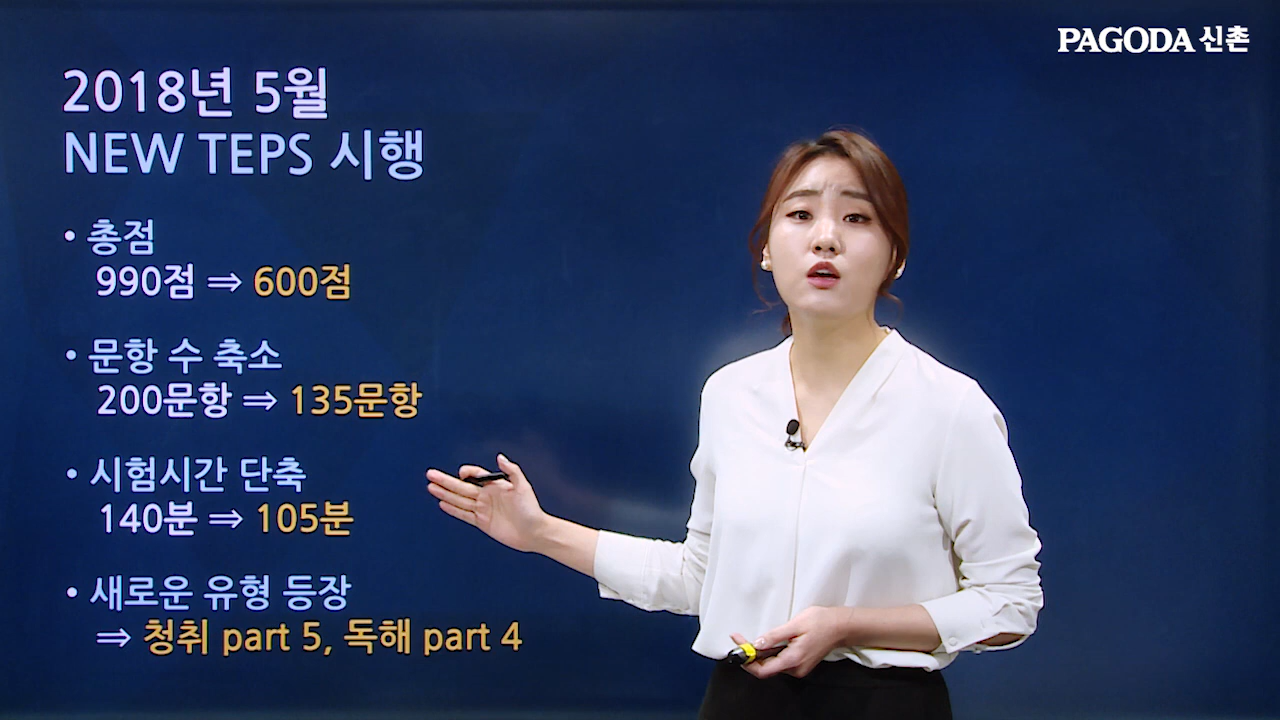 PAGODA 신촌
2018년 5월
NEW TEPS 시행
• 총점
990점 ⇒ 600점
• 문항 수 축소
200문항 ⇒ 135문항
• 시험시간 단축
140분 ⇒ 105분
• 새로운 유형 등장
⇒ 청취 part 5, 독해 part 4